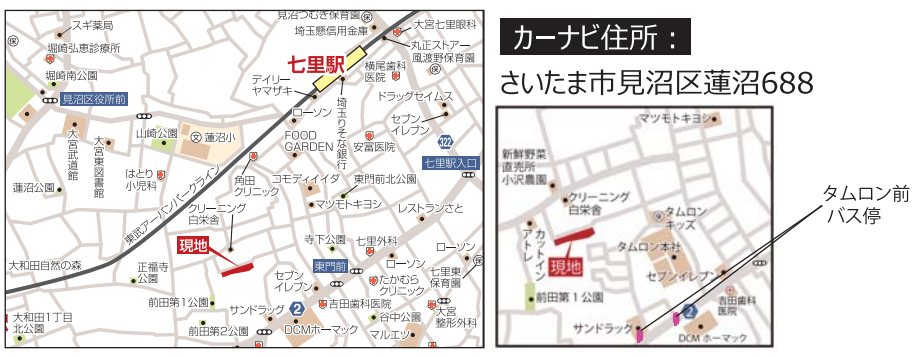 スギ薬局
堀崎弘恵診療所
堀崎南公園
見沼区役所前
大宮武道館
大宮東図書館
蓮沼公園
大和田自然の森
大和田1丁目
北公園
見沼つむぎ保育園
埼玉懸信用金庫
七里駅
デイリー
ヤマザキ
ローソン
山崎公園
文 蓮沼小
はとり
小児科
東武アーバンパークライン
FOOD
GARDEN
角田
クリニック
クリーニング
白栄舎
現地
正福寺
公園
前田第1公園
前田第2公園
大宮七里眼科
丸正ストアー
風渡野保育園
横尾歯科
医院
ドラッグセイムス
セブン
イレブン
埼玉りそな銀行
安冨医院
322
七里駅入口
コモディイイダ
東門前北公園
マツモトキヨシ
レストランさと
寺下公園
七里外科
東門前
ローソン
ローソン
セブン
イレブン
たかむら
クリニック
七里東
保育園
サンドラッグ
2
吉田歯科医院
谷中公園
DCMホーマック
マルエツ
大宮
整形外科
カーナビ住所：
さいたま市見沼区蓮沼688
マツモトキヨシ
新鮮野菜
直売所
小沢農園
クリーニング
白栄舎
カットイン
アトレ
現地
前田第1公園
タムロン
キッズ
タムロン本社
セブンイレブン
吉田歯科
医院
サンドラッグ
2
DCMホーマック
タムロン前
バス停